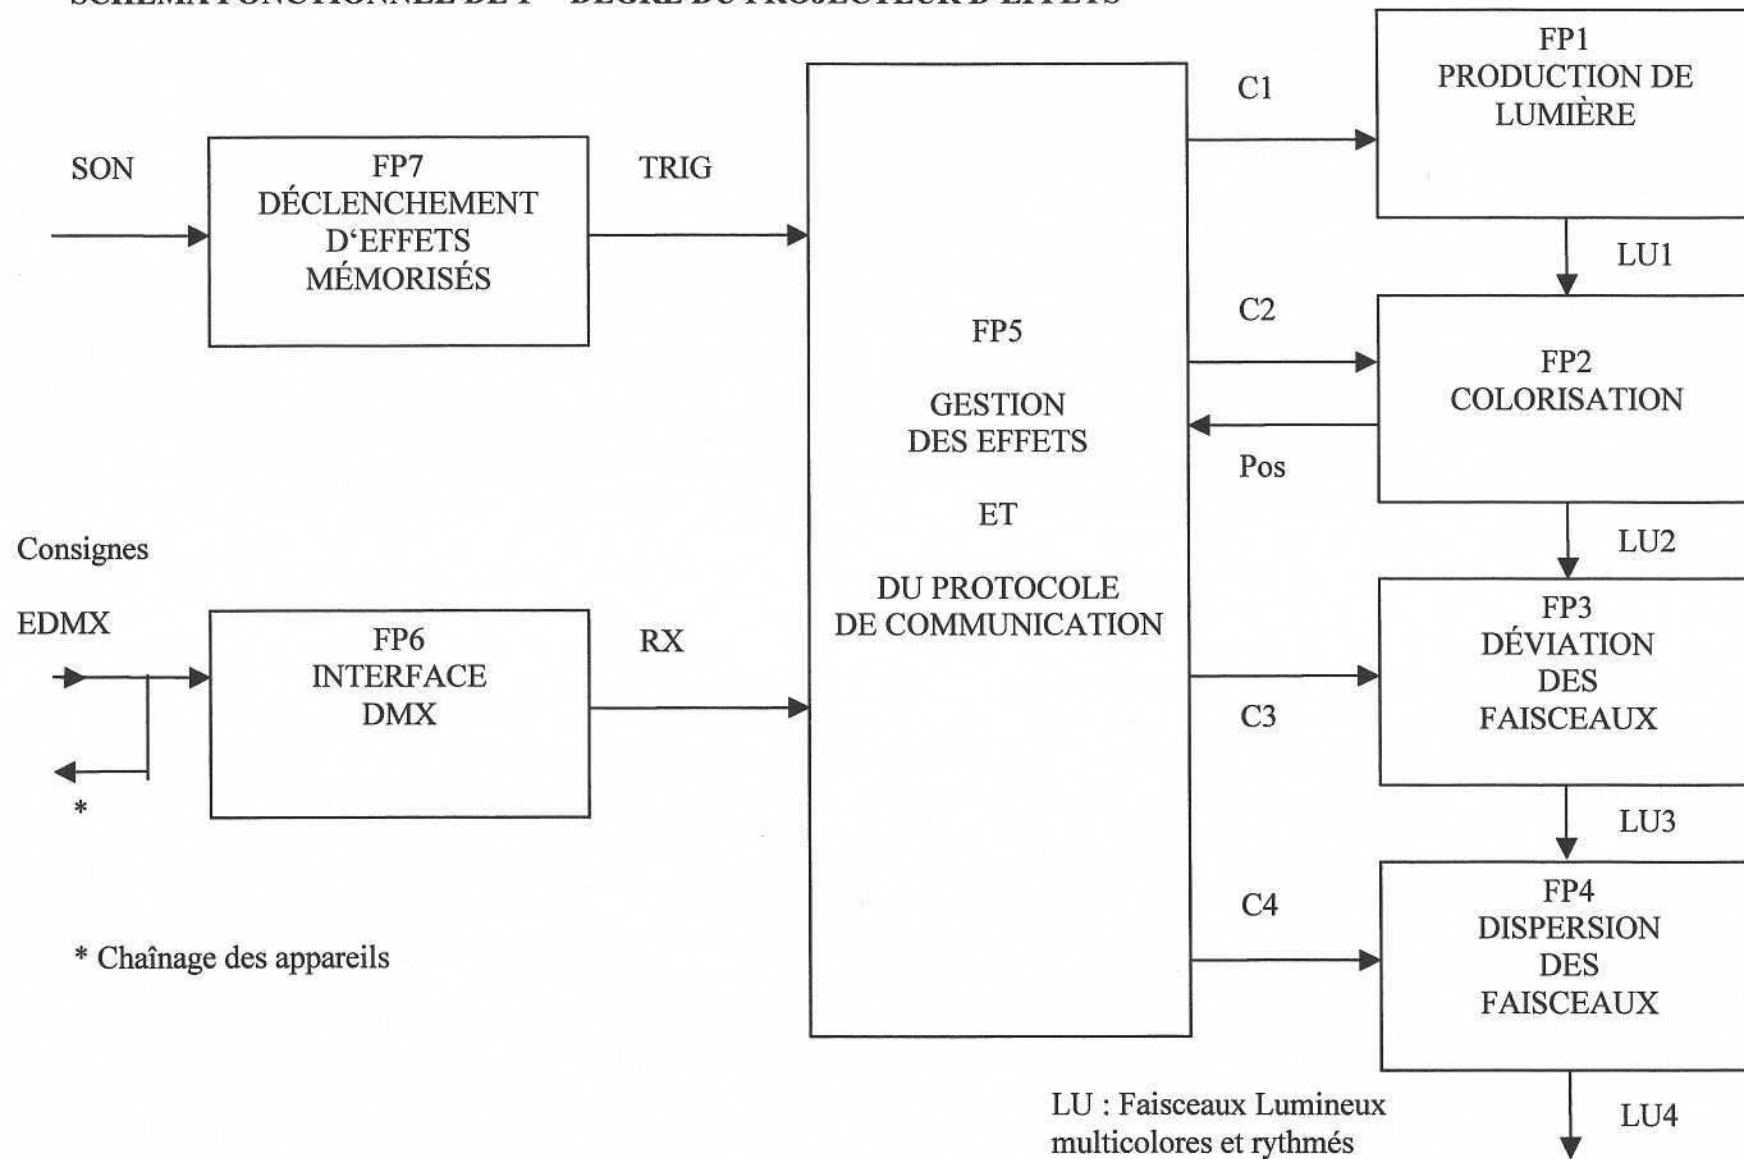 FP1
PRODUCTION DE
LUMIÈRE
C1
SON
FP7
DÉCLENCHEMENT
D‘EFFETS
MÉMORISÉS
TRIG
LU1
C2
FP5
GESTION
DES EFFETS
ET
DU PROTOCOLE
DE COMMUNICATION
FP2
COLORISATION
Pos
LU2
Consignes
EDMX
FP6
INTERFACE
DMX
RX
FP3
DÉVIATION
DES
FAISCEAUX
C3
*
LU3
C4
FP4
DISPERSION
DES
FAISCEAUX
* Chaînage des appareils
LU : Faisceaux Lumineux
multicolores et rythmés
LU4